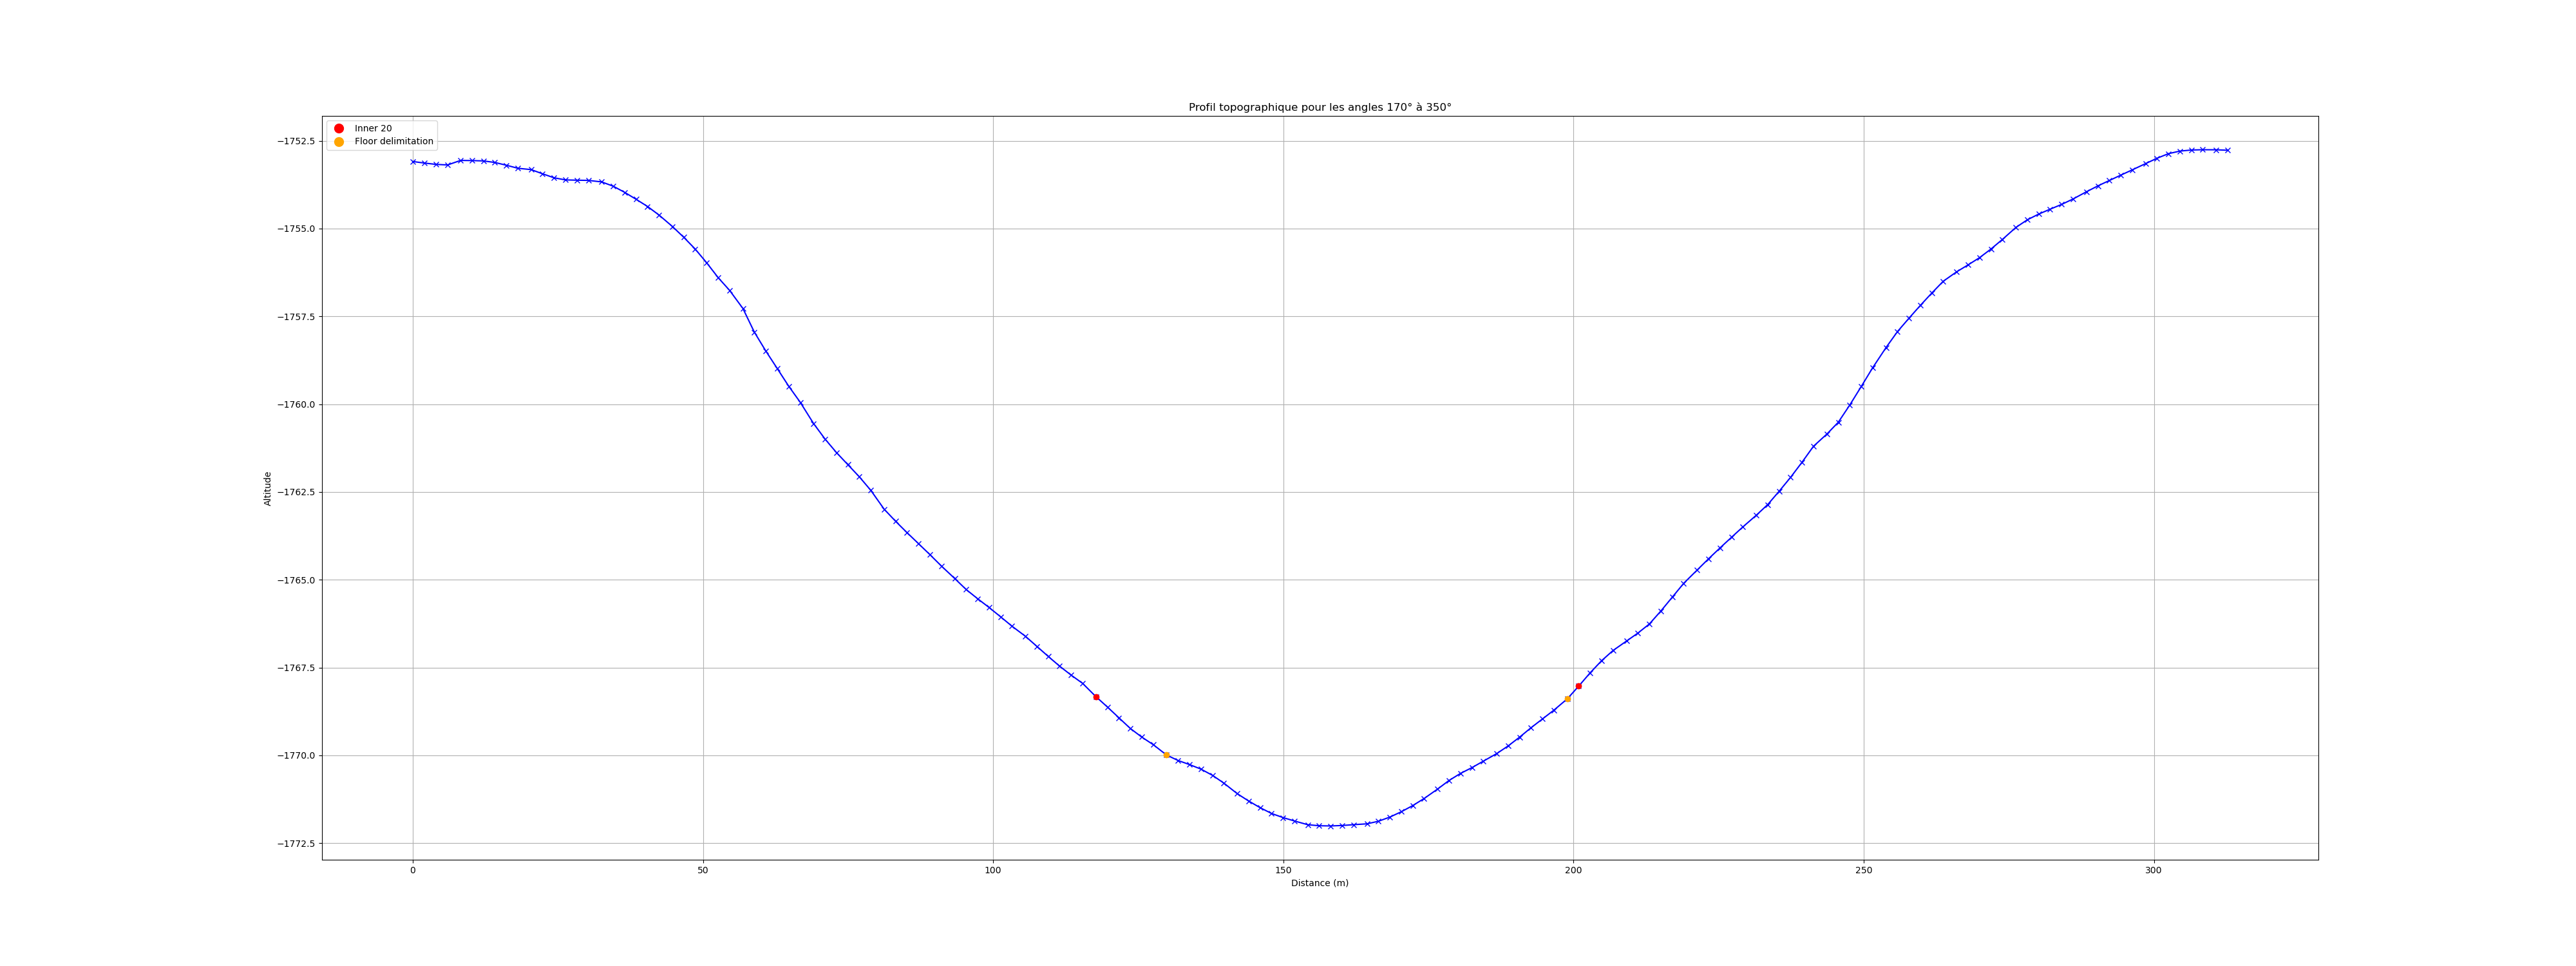 Profil topographique pour les angles 170° à 350°
Inner 20
Floor delimitation
−1752.5
−1755.0
−1757.5
−1760.0
−1762.5
−1765.0
−1767.5
−1770.0
−1772.5
Altitude
0 50 100 150 200 250 300
Distance (m)